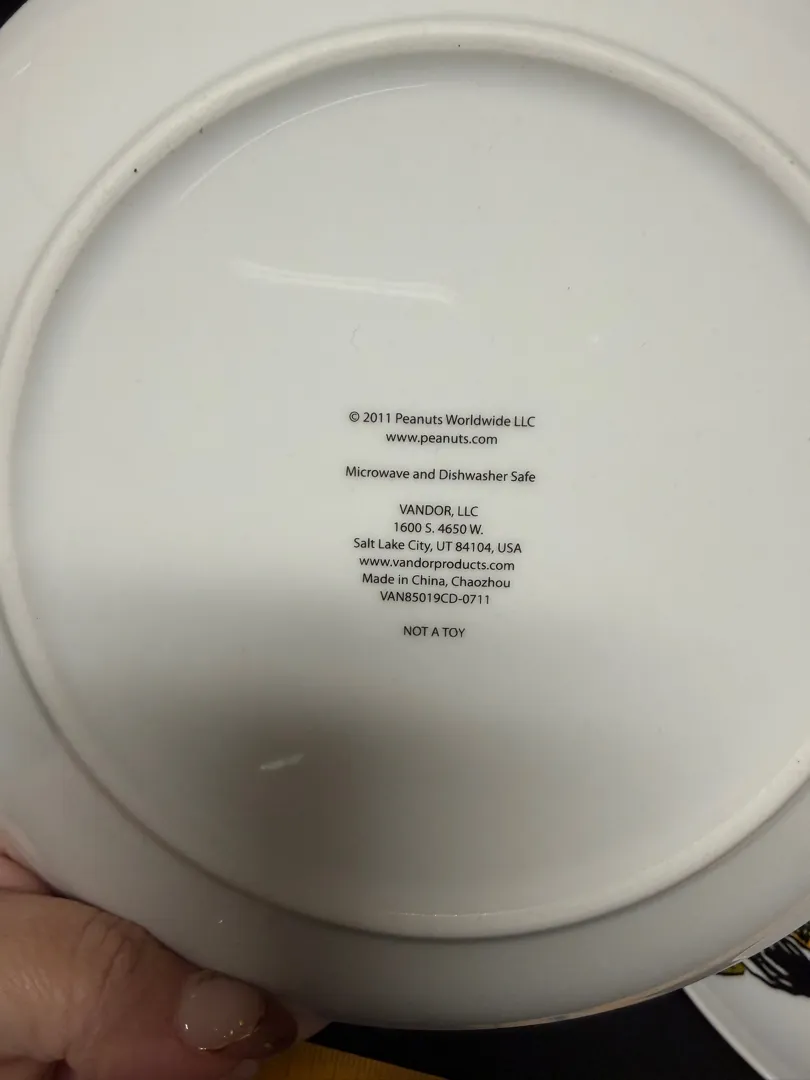 © 2011 Peanuts Worldwide LLC
www.peanuts.com
Microwave and Dishwasher Safe
VANDOR, LLC
1600 S. 4650 W.
Salt Lake City, UT 84104, USA
www.vandorproducts.com
Made in China, Chaozhou
VAN85019CD-0711
NOT A TOY